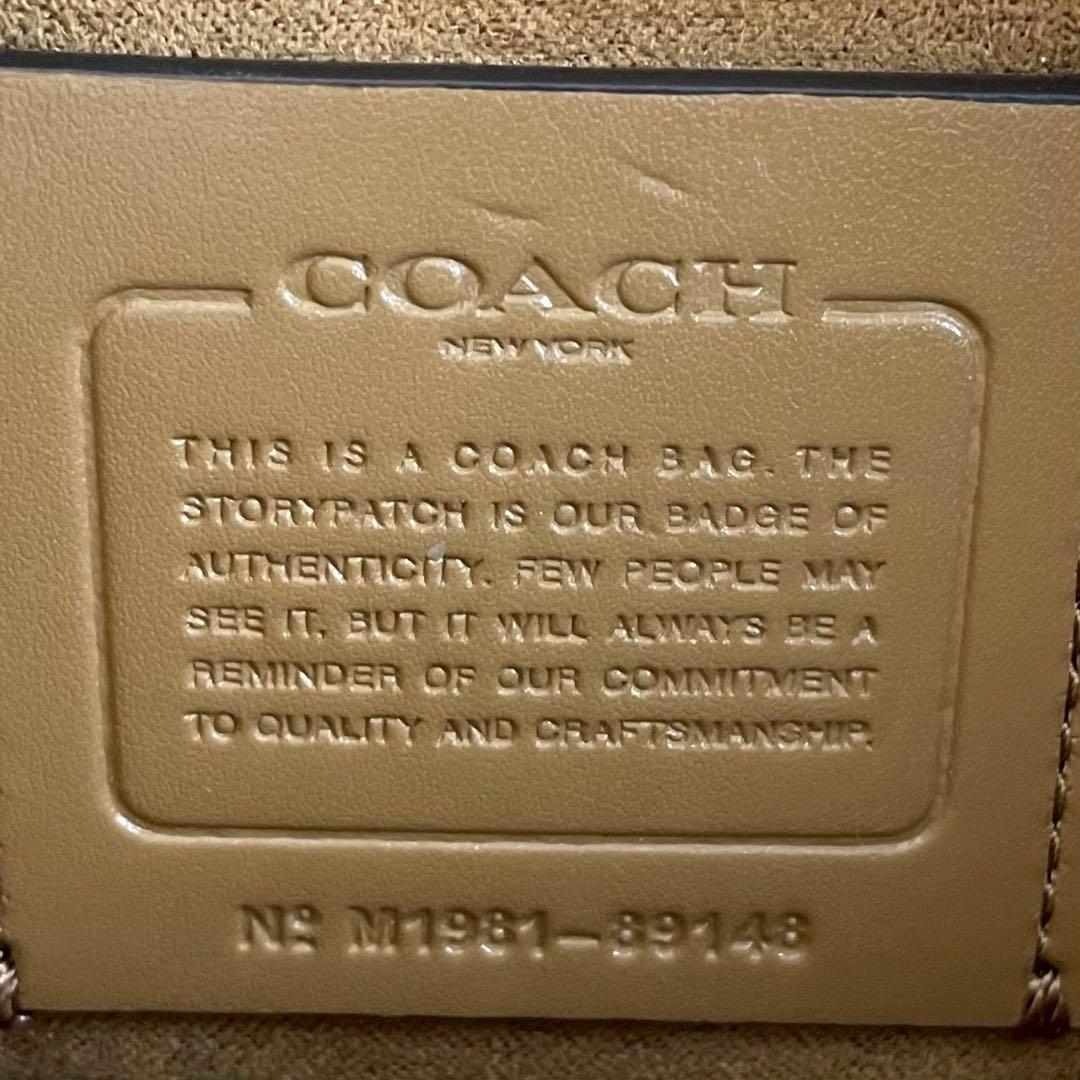 COACH
NEW YORK
THIS IS A COACH BAG. THE
STORYPATCH IS OUR BADGE OF
AUTHENTICITY. FEW PEOPLE MAY
SEE IT, BUT IT WILL ALWAYS BE A
REMINDER OF OUR COMMITMENT
TO QUALITY AND CRAFTSMANSHIP.
Nº M1981-89148